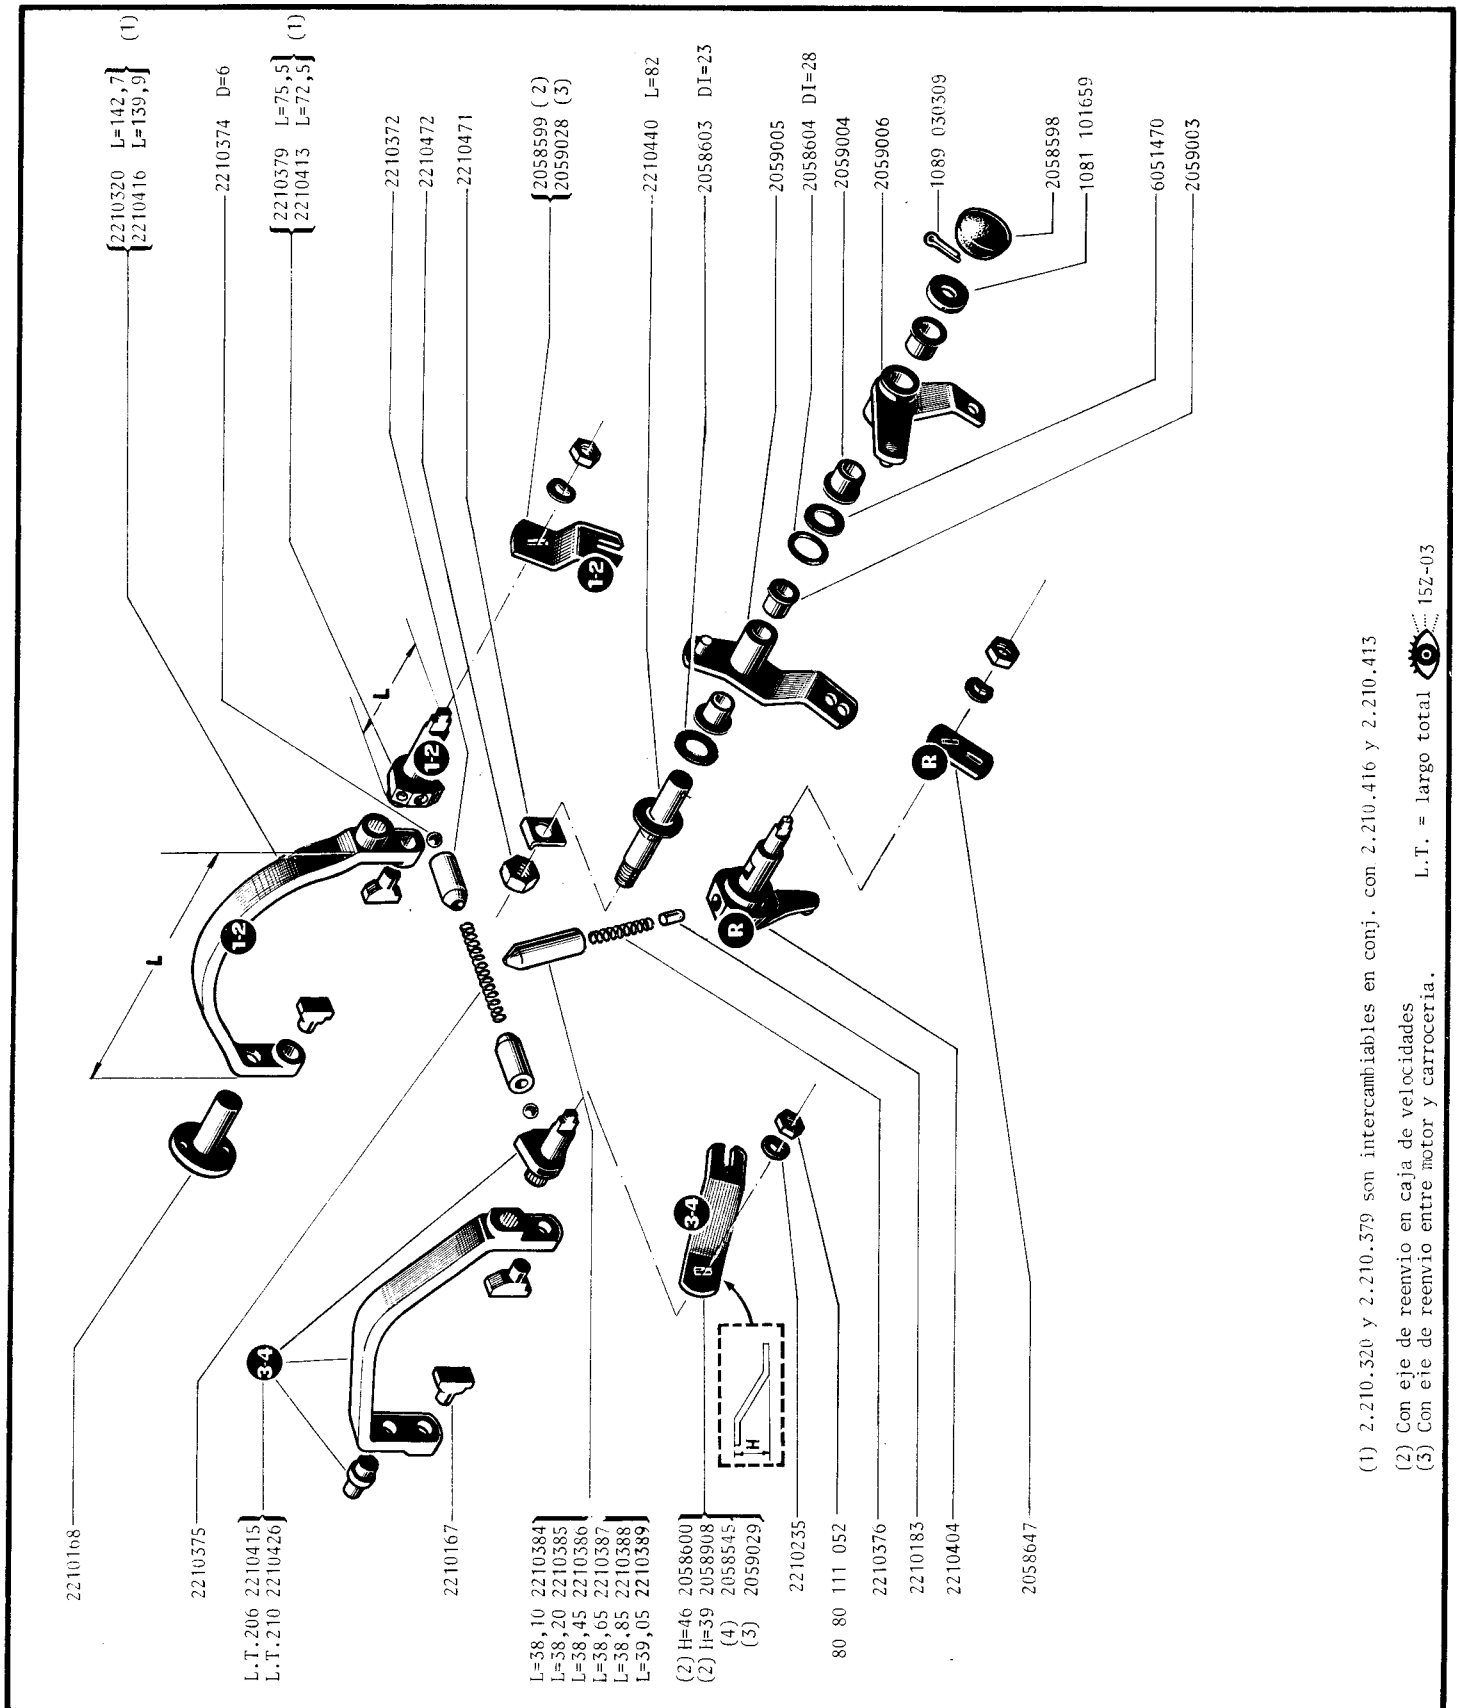 2210320 L=142,7 (1)
2210416 L=139,9
2210374 D=6
2210379 L=75,5 (1)
2210413 L=72,5
2210372
2210472
2210471
2058599 (2)
2059028 (3)
2210440 L=82
2058603 DI=23
2059005
2058604 DI=28
2059004
2059006
1089 030309
2058598
1081 101659
6051470
2059003
L
1-2
L
1-2
1-2
R
R
3-4
3-4
H
2210168
2210375
L.T.206 2210415
L.T.210 2210426
2210167
L=38,10 2210384
L=38,20 2210385
L=38,45 2210386
L=38,65 2210387
L=38,85 2210388
L=39,05 2210389
(2) H=46 2058600
(2) H=39 2058908
(4) 2058545
(3) 2059029
2210235
80 80 111 052
2210376
2210183
2210404
2058647
(1) 2.210.320 y 2.210.379 son intercambiables en conj. con 2.210.416 y 2.210.413
(2) Con eje de reenvio en caja de velocidades
(3) Con eje de reenvio entre motor y carroceria.
L.T. = largo total
15Z-03